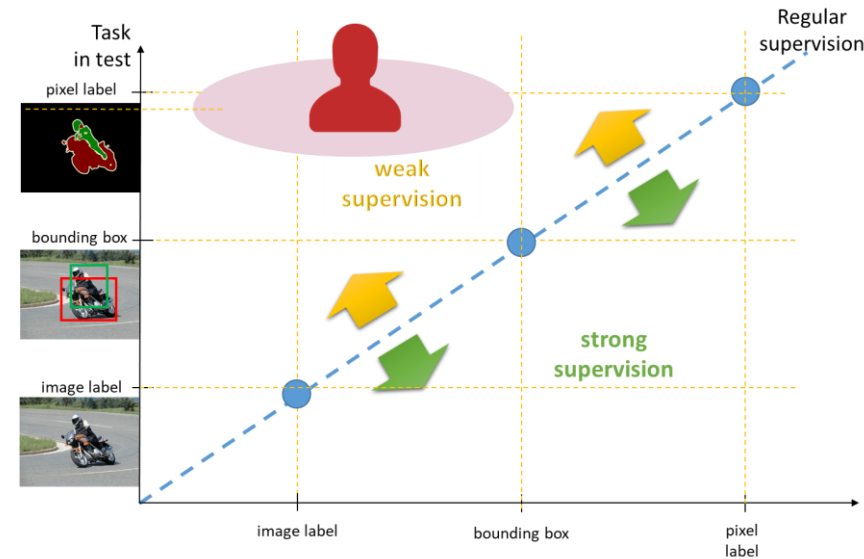 Task
in test
Regular
supervision
pixel label
weak
supervision
bounding box
strong
supervision
image label
image label
bounding box
pixel
label